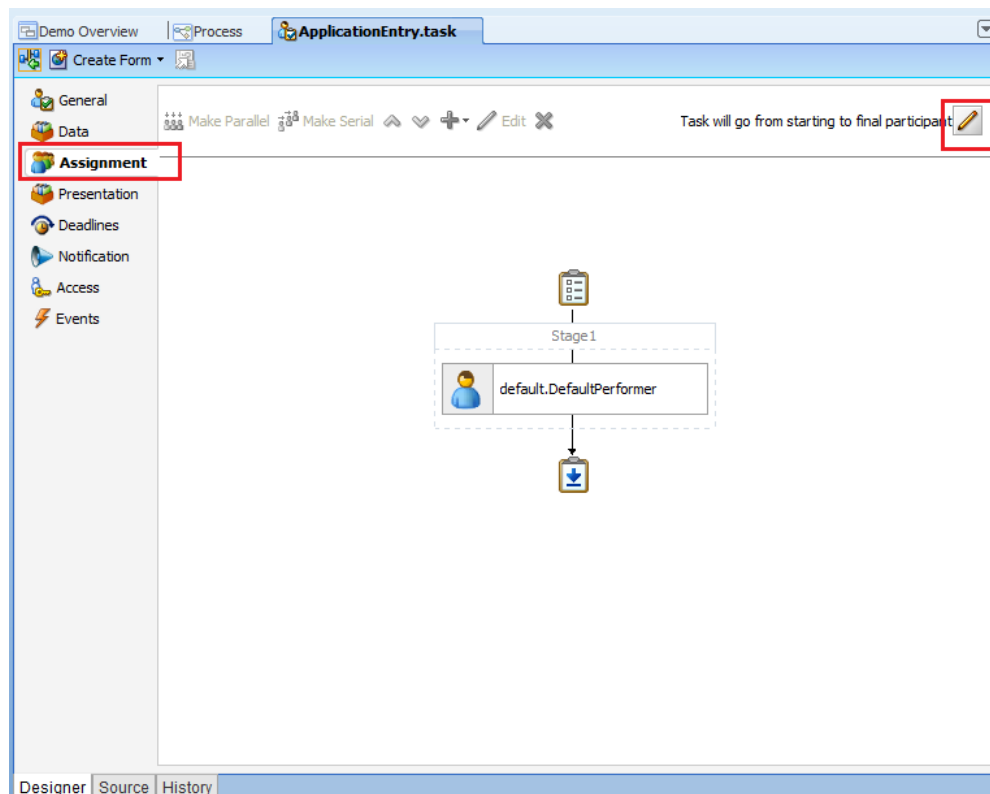 Demo Overview Process ApplicationEntry.task
Create Form
General
Make Parallel Make Serial Edit Task will go from starting to final participant
Data
Assignment
Presentation
Deadlines
Notification
Access
Events
Stage1
default.DefaultPerformer
Designer Source History